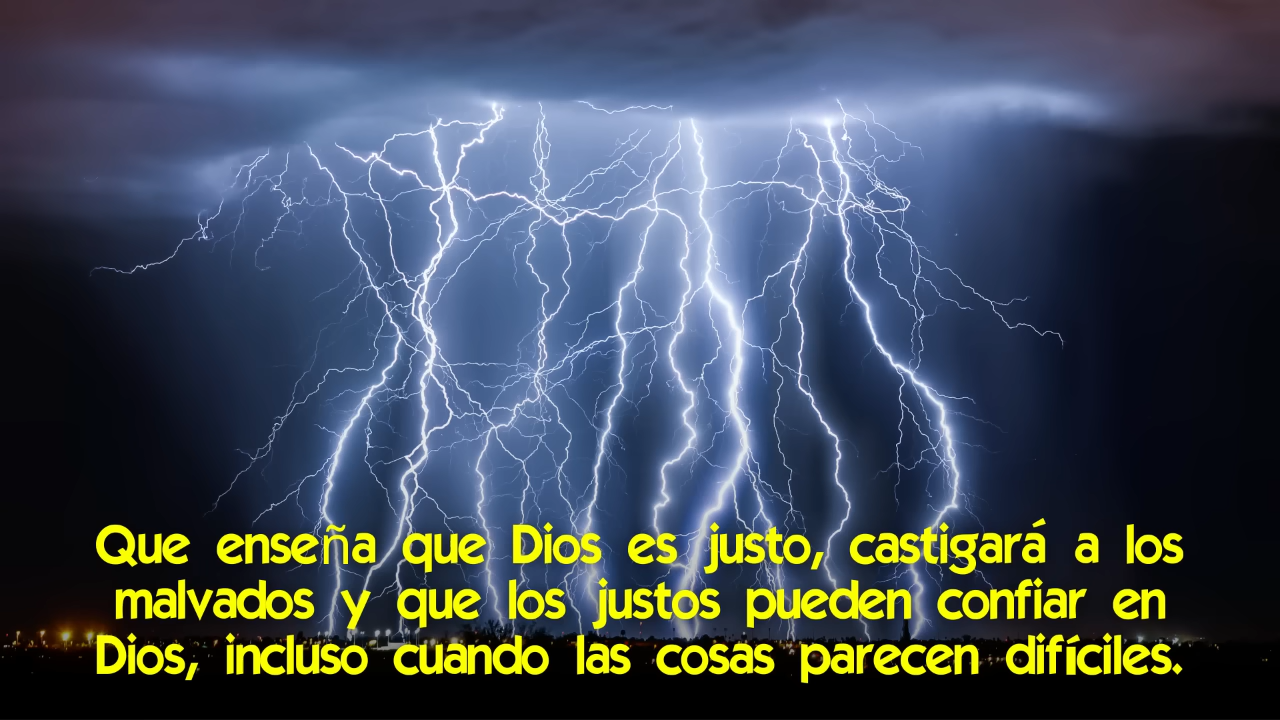 Que enseña que Dios es justo, castigará a los
malvados y que los justos pueden confiar en
Dios, incluso cuando las cosas parecen difíciles.